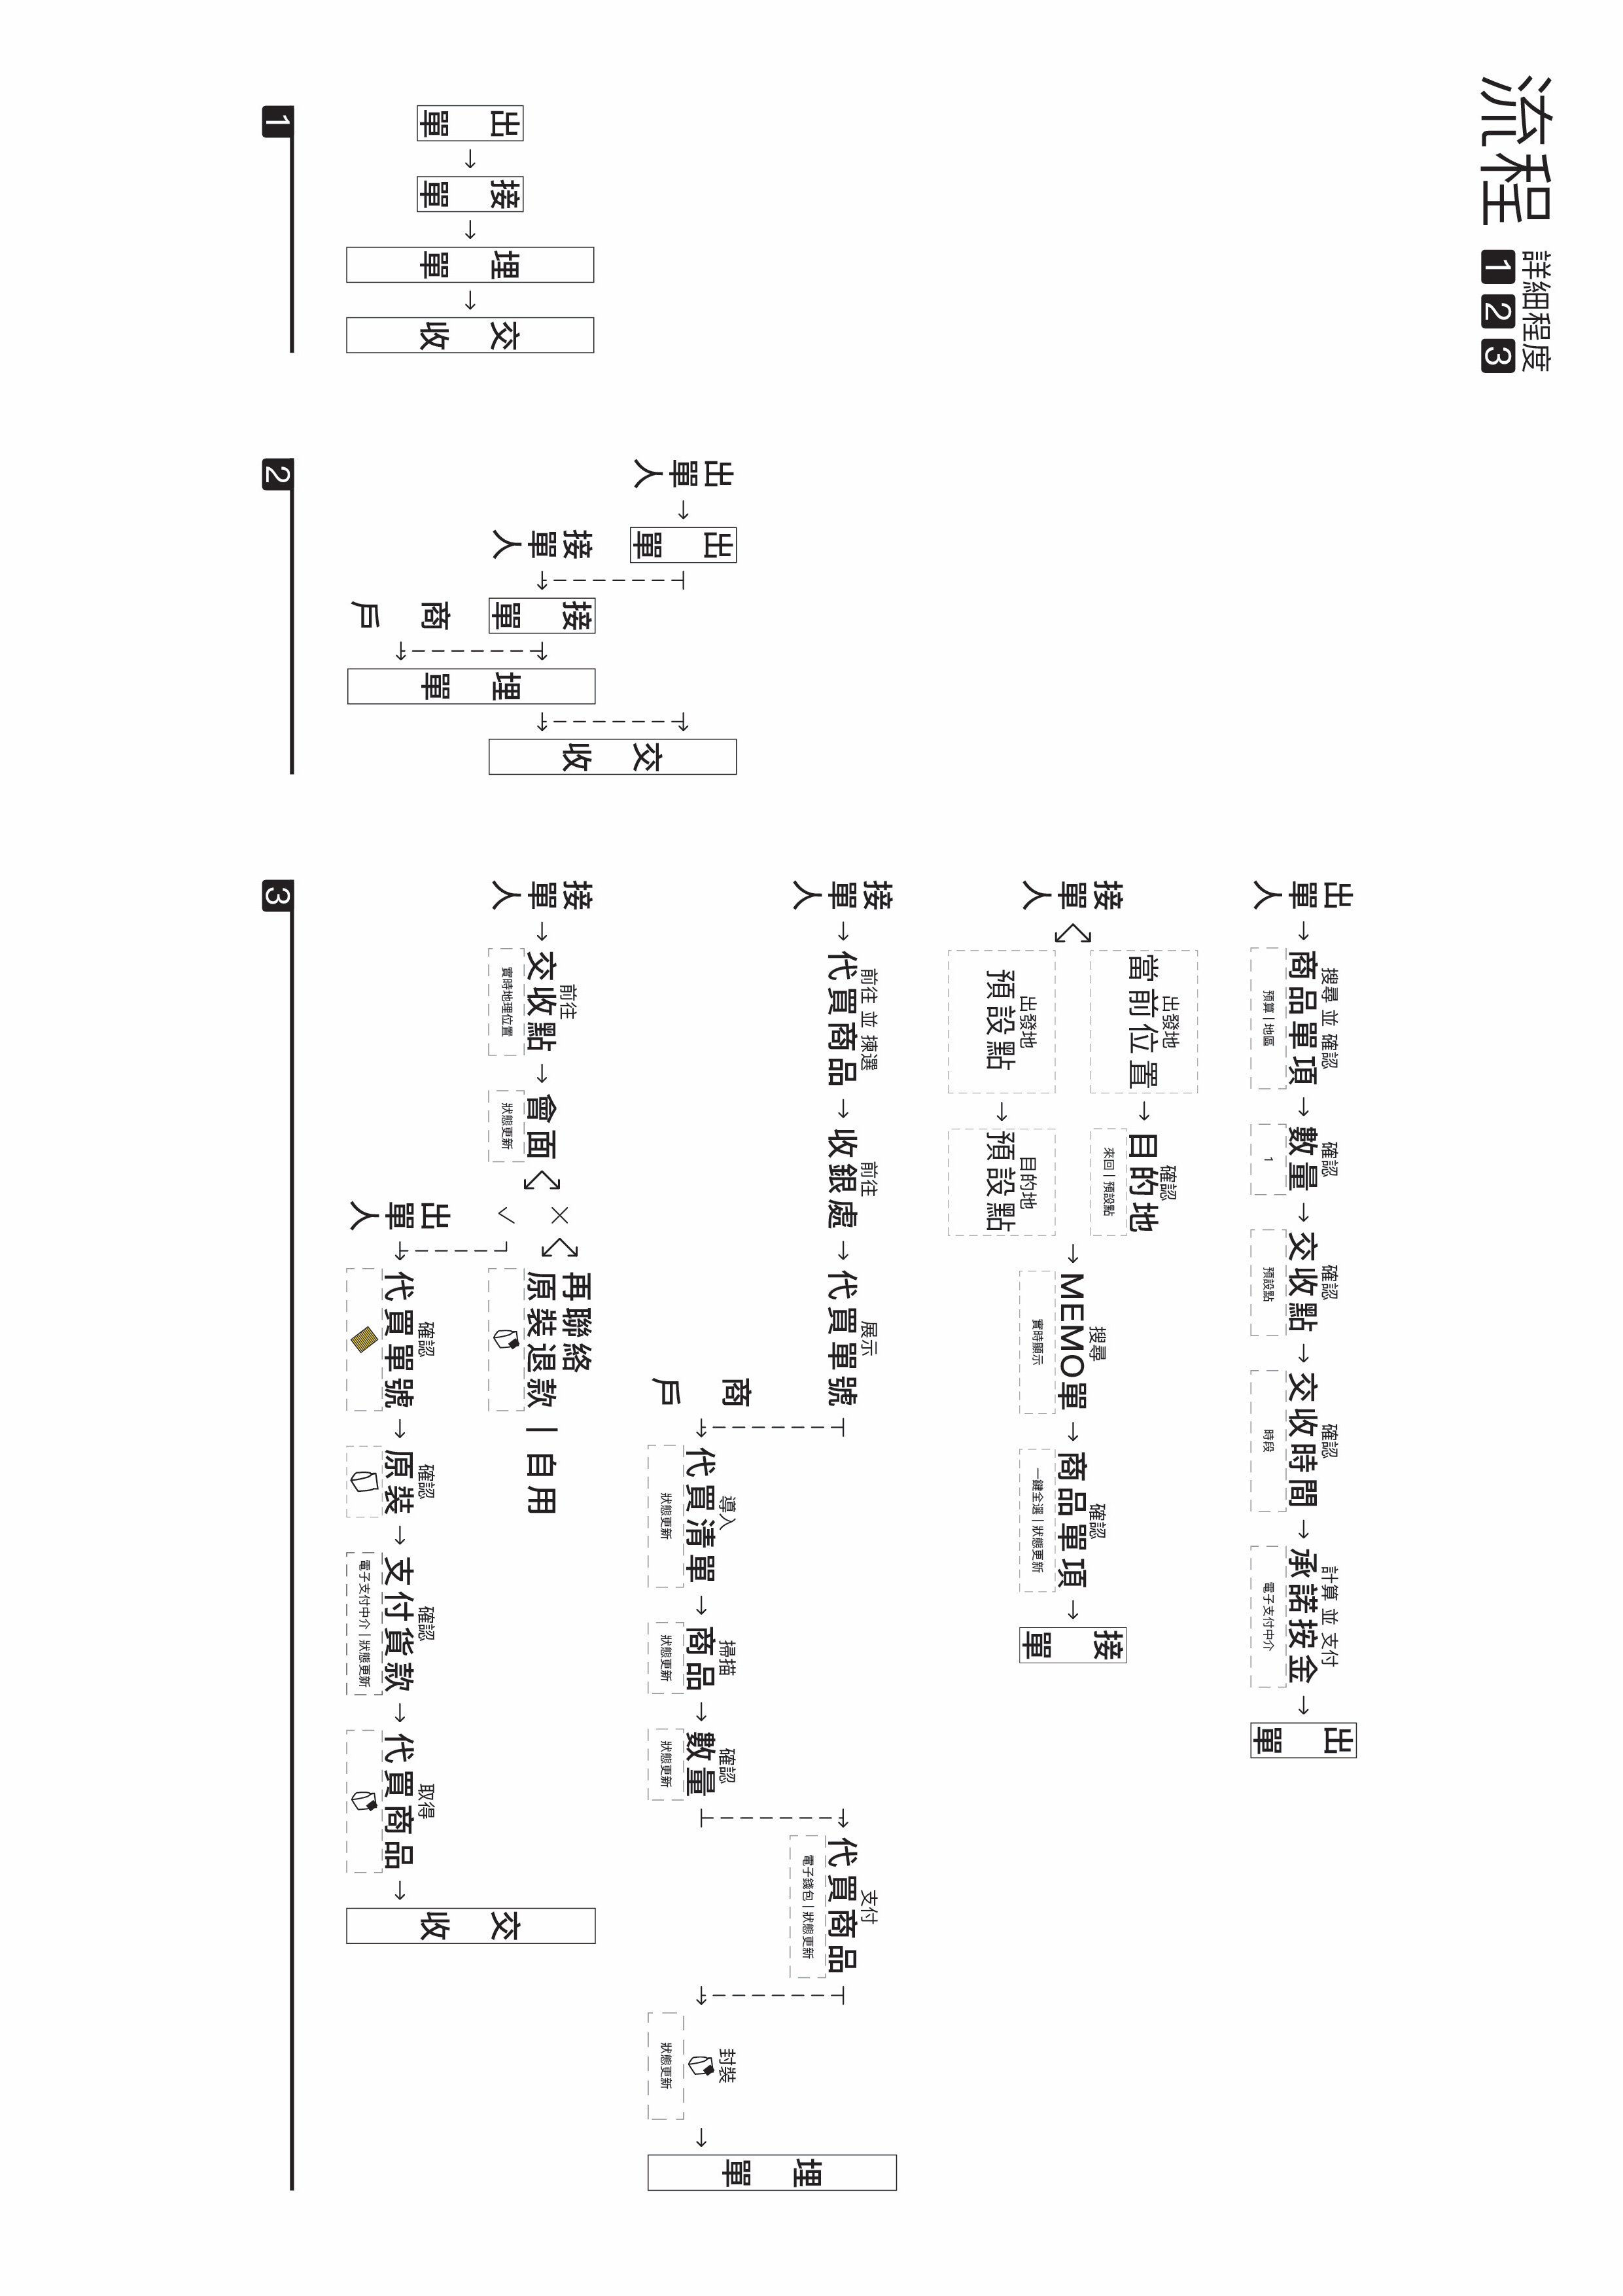 流程
詳細程度
1 2 3
1
出單
→
接單
→
埋單
→
交收
2
出單人
→
出單
接單人
接單
商戶
埋單
交收
3
出單人
→
搜尋 並 確認
商品單項
預算 | 地區
→
確認
數量
1
→
確認
交收點
預設點
→
確認
交收時間
時段
→
計算 並 支付
承諾按金
電子支付中介
→
出單
接單人
出發地
當前位置
→
確認
目的地
來回 | 預設點
出發地
預設點
→
目的地
預設點
→
搜尋
MEMO單
實時顯示
→
確認
商品單項
一鍵全選 | 狀態更新
→
接單
接單人
→
前往 並 揀選
代買商品
→
前往
收銀處
→
展示
代買單號
商戶
導入
代買清單
狀態更新
→
掃描
商品
狀態更新
→
確認
數量
狀態更新
支付
代買商品
電子錢包 | 狀態更新
封裝
狀態更新
→
埋單
接單人
→
前往
交收點
實時地理位置
→
會面
狀態更新
×
再聯絡
原裝退款 | 自用
✓
出單人
確認
代買單號
→
確認
原裝
→
確認
支付貨款
電子支付中介 | 狀態更新
→
取得
代買商品
→
交收